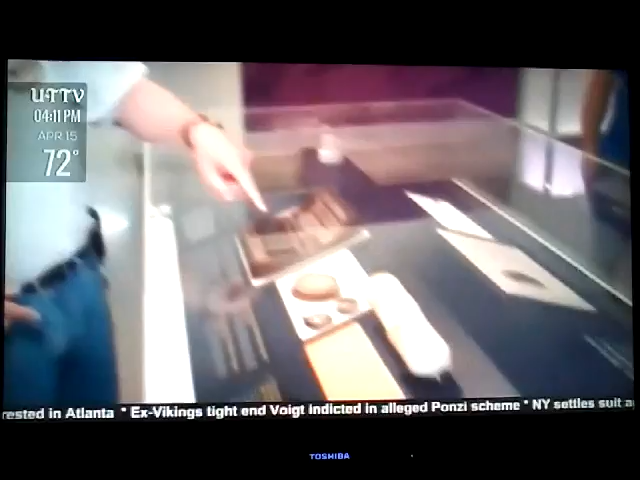 UTTV
04:11 PM
APR 15
72°
rested in Atlanta * Ex-Vikings tight end Voigt indicted in alleged Ponzi scheme * NY settles suit a
TOSHIBA